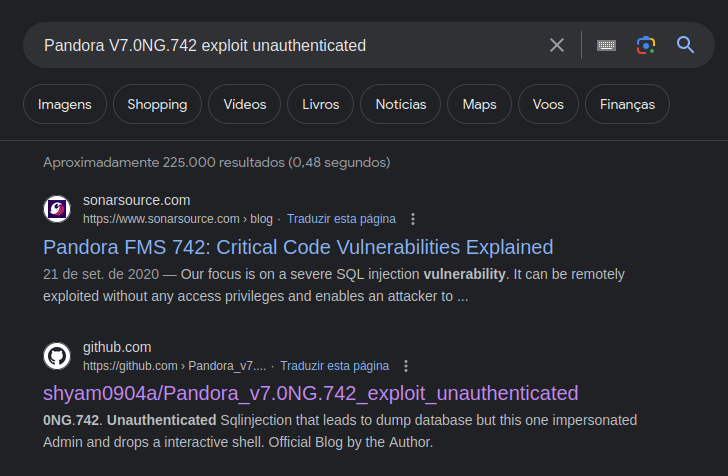 Pandora V7.0NG.742 exploit unauthenticated
Imagens Shopping Vídeos Livros Notícias Maps Voos Finanças
Aproximadamente 225.000 resultados (0,48 segundos)
sonarsource.com
https://www.sonarsource.com › blog · Traduzir esta página
Pandora FMS 742: Critical Code Vulnerabilities Explained
21 de set. de 2020 — Our focus is on a severe SQL injection vulnerability. It can be remotely
exploited without any access privileges and enables an attacker to ...
github.com
https://github.com › Pandora_v7.... · Traduzir esta página
shyam0904a/Pandora_v7.0NG.742_exploit_unauthenticated
0NG.742. Unauthenticated Sqlinjection that leads to dump database but this one impersonated
Admin and drops a interactive shell. Official Blog by the Author.